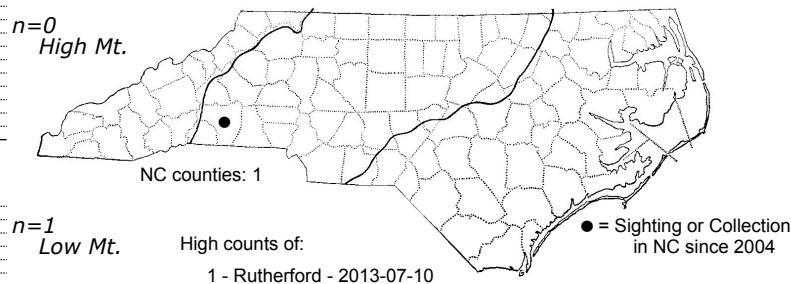 n=0
High Mt.
NC counties: 1
n=1
Low Mt.
High counts of:
1 - Rutherford - 2013-07-10
● = Sighting or Collection
in NC since 2004